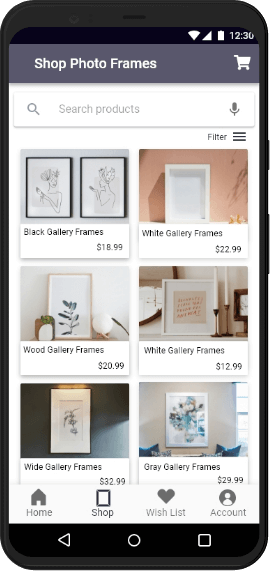 12:30
Shop Photo Frames
Search products
Filter
Black Gallery Frames
$18.99
White Gallery Frames
$22.99
Wood Gallery Frames
$20.99
White Gallery Frames
$12.99
Wide Gallery Frames
$32.99
Gray Gallery Frames
$29.99
Home
Shop
Wish List
Account